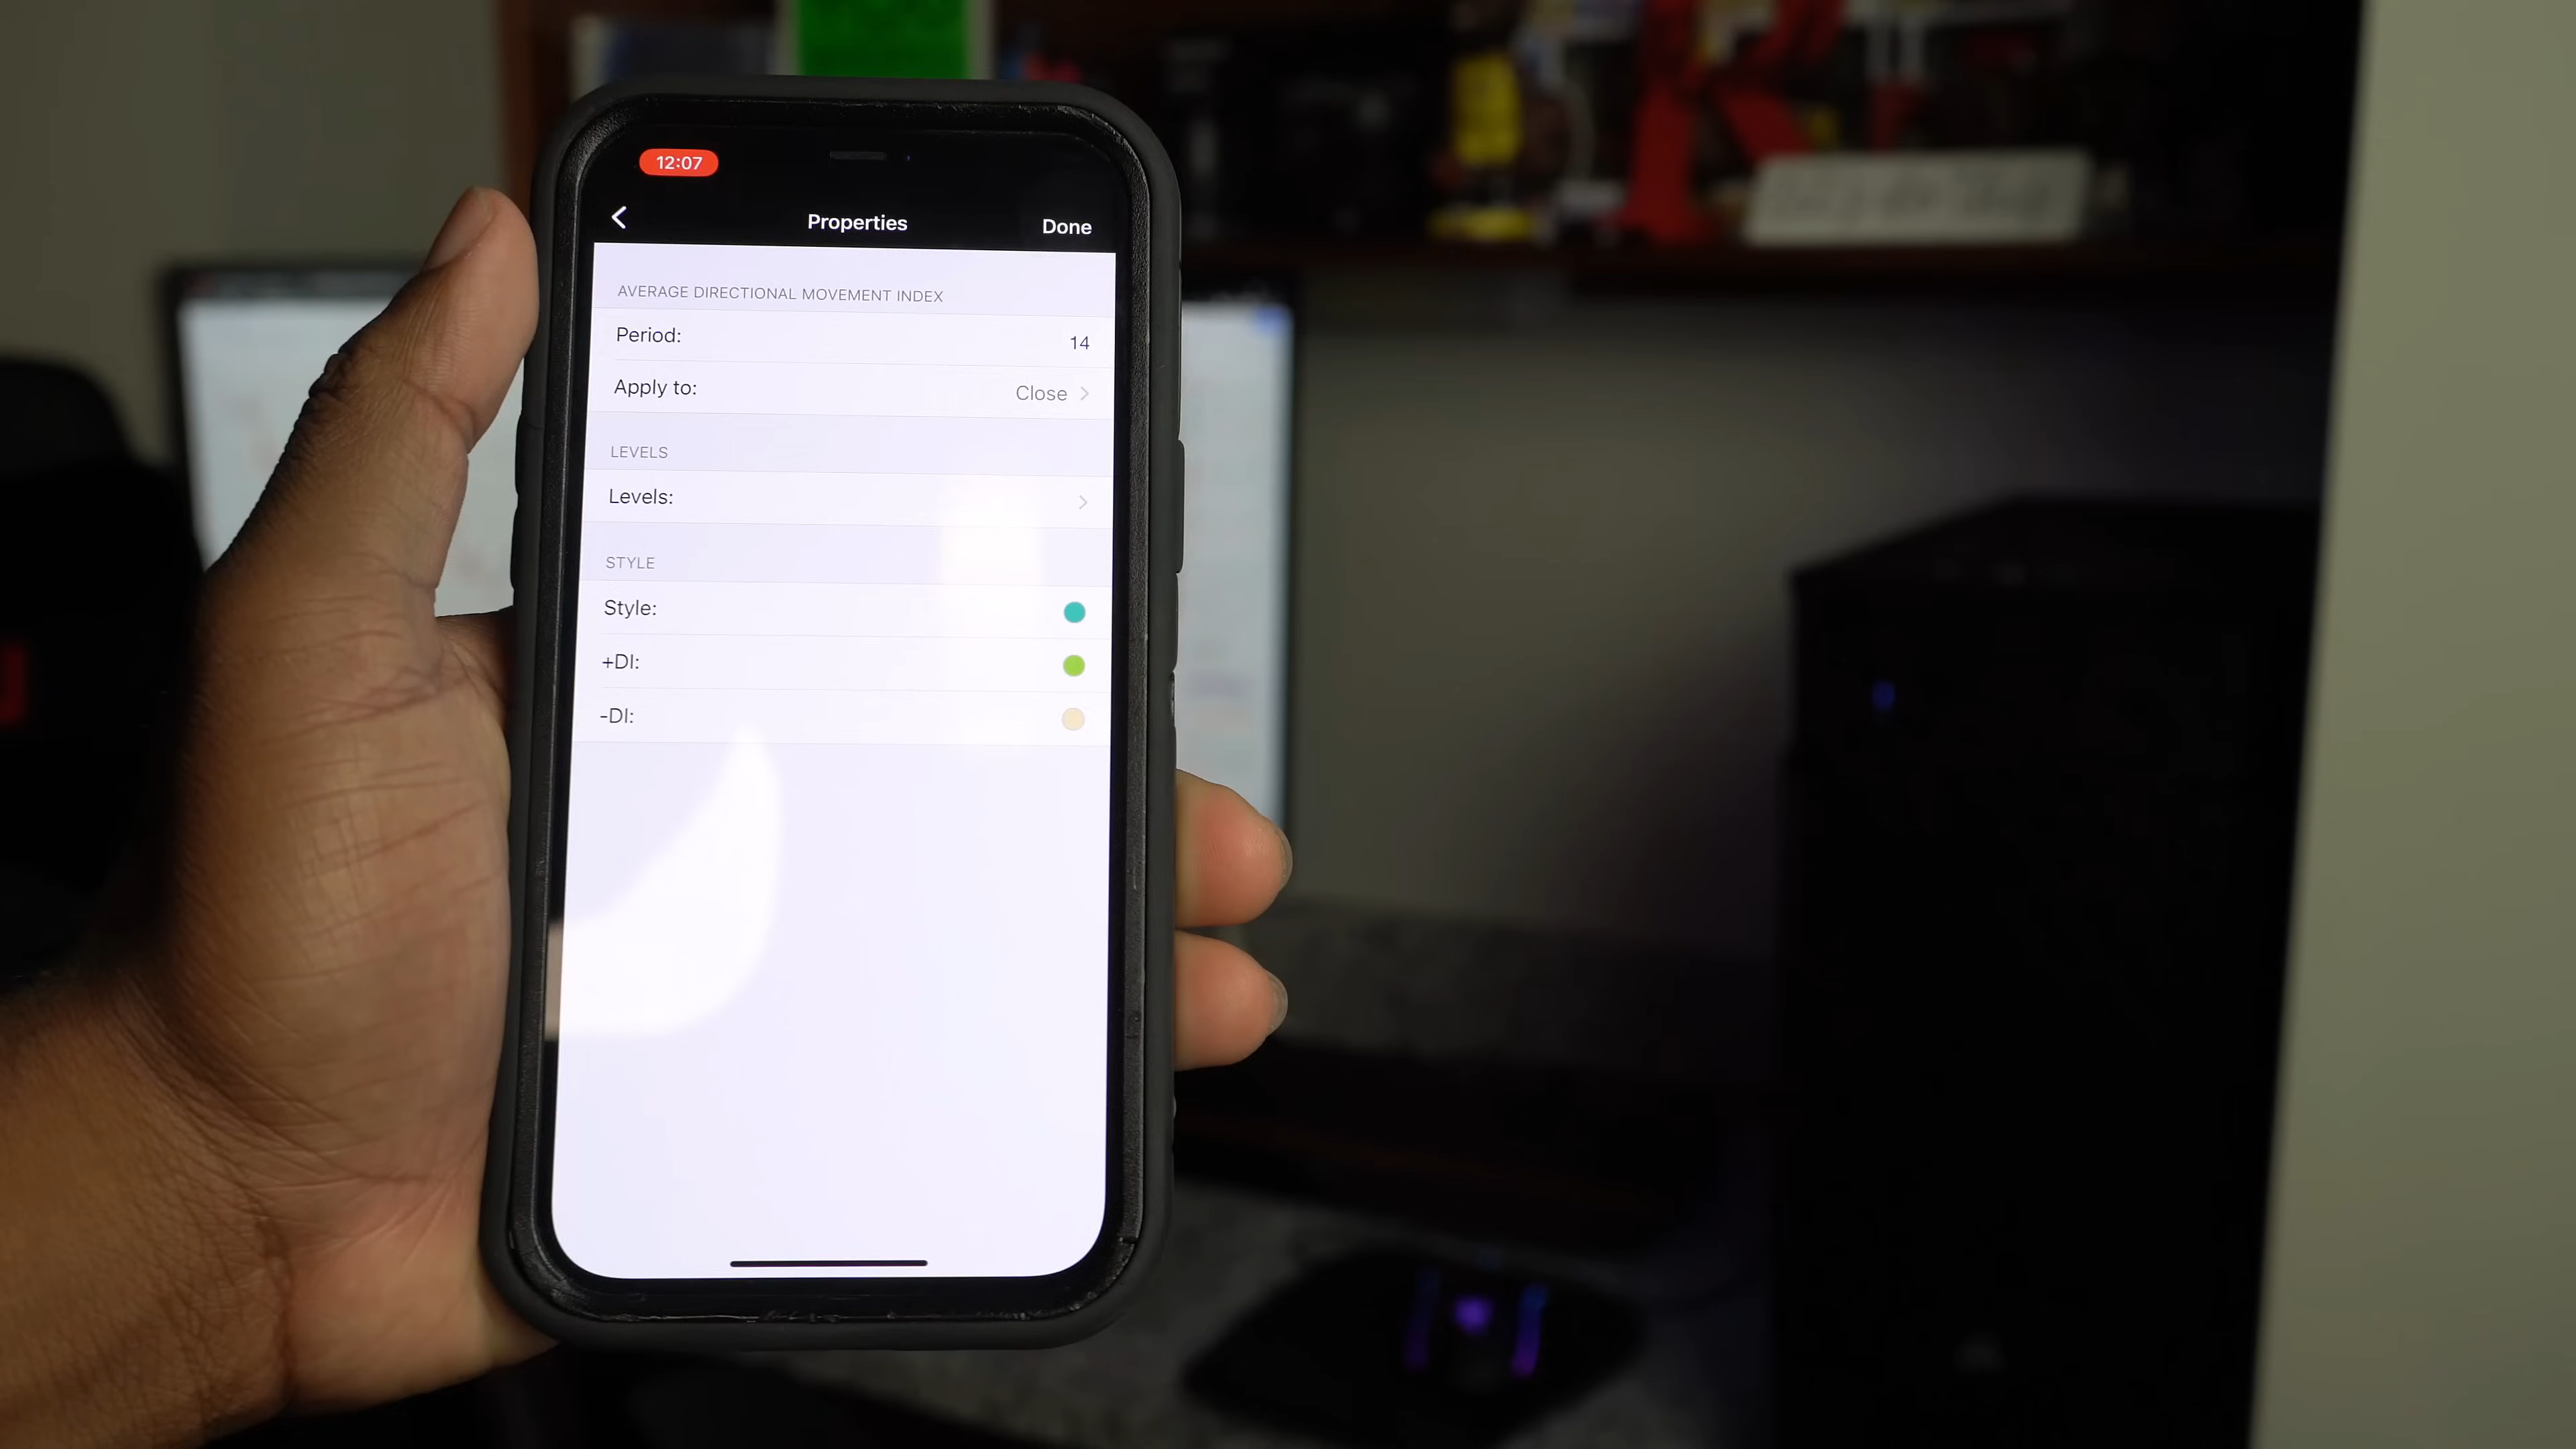 12:07
Properties
Done
AVERAGE DIRECTIONAL MOVEMENT INDEX
Period: 14
Apply to: Close
LEVELS
Levels:
STYLE
Style:
+DI:
-DI: